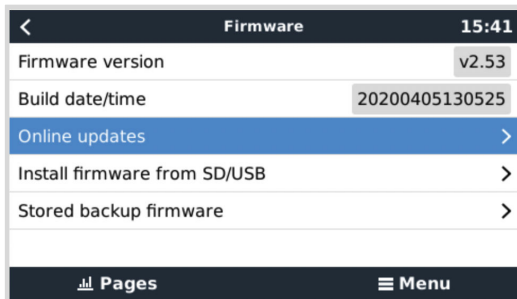 Firmware 15:41
Firmware version v2.53
Build date/time 20200405130525
Online updates
Install firmware from SD/USB
Stored backup firmware
Pages Menu